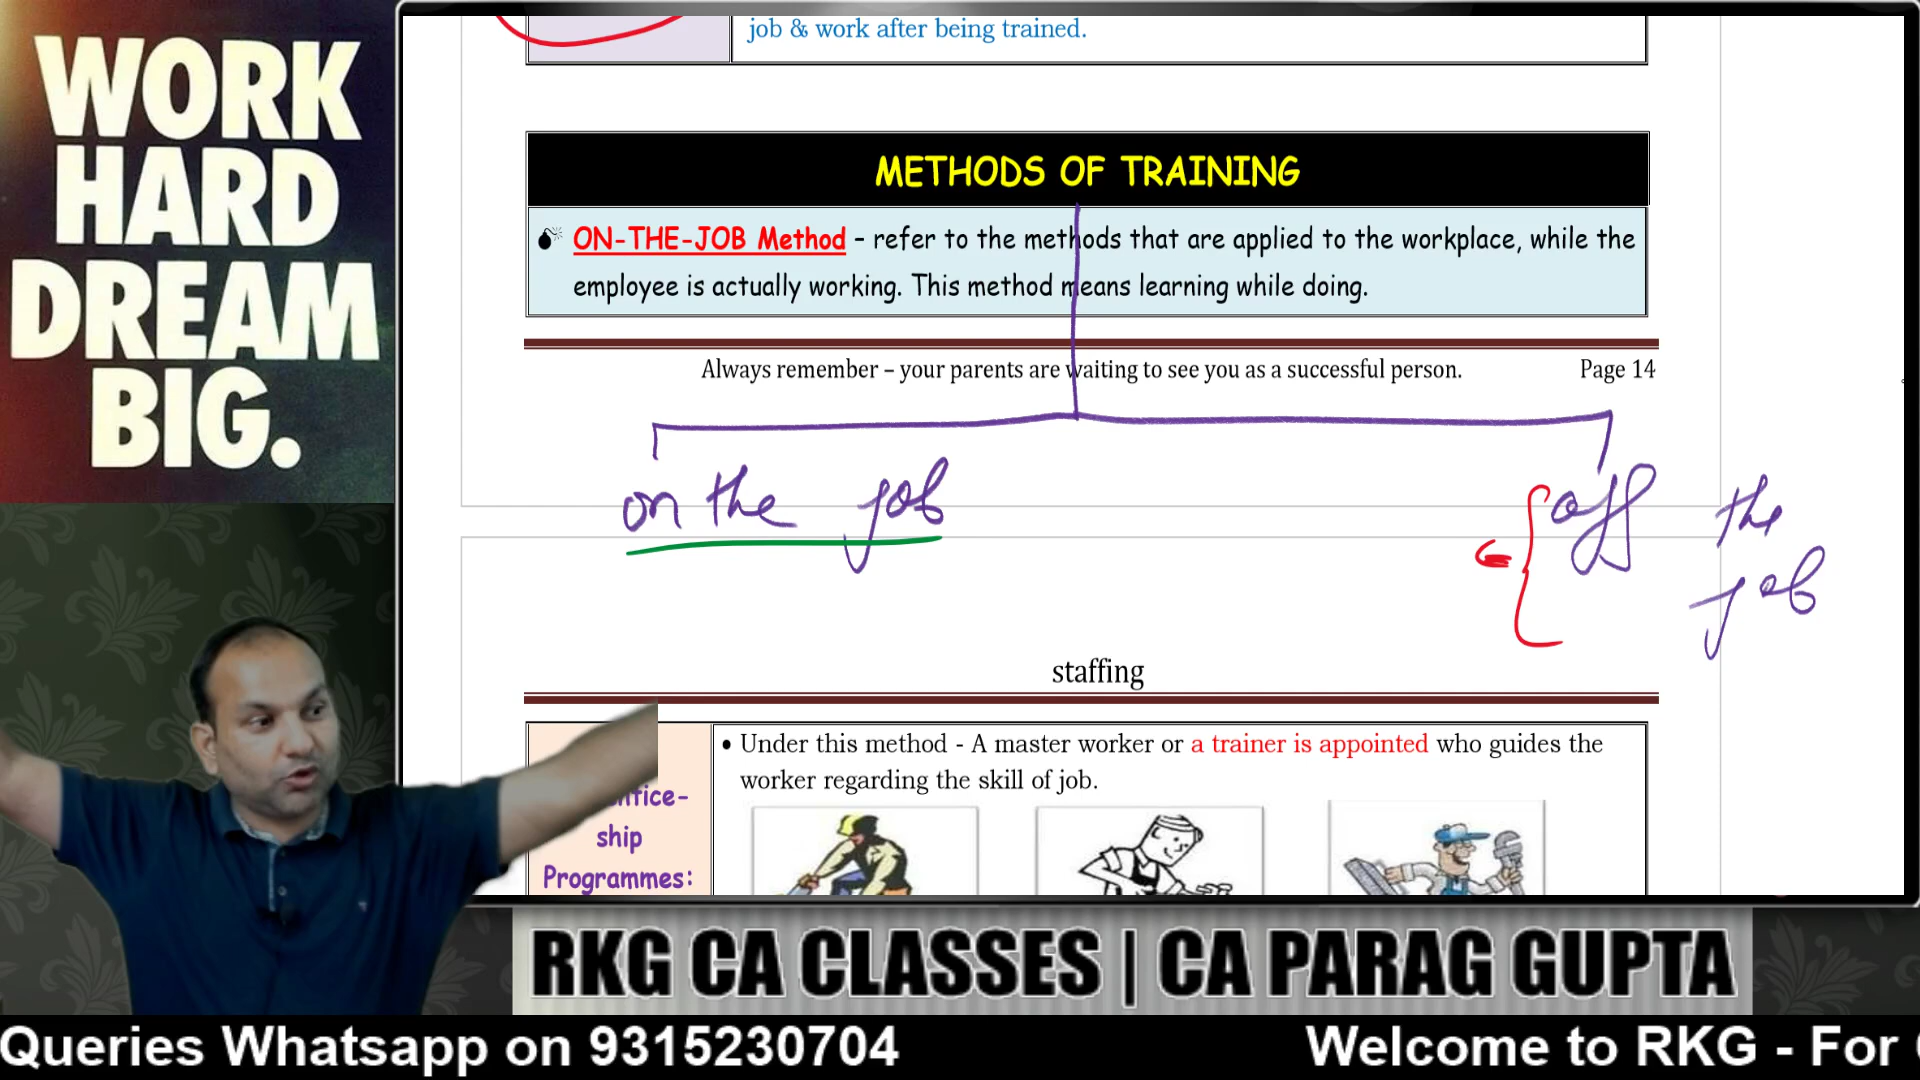 WORK
HARD
DREAM
BIG.
job & work after being trained.
METHODS OF TRAINING
ON-THE-JOB Method – refer to the methods that are applied to the workplace, while the
employee is actually working. This method means learning while doing.
Always remember – your parents are waiting to see you as a successful person. Page 14
on the job
off the
job
staffing
• Under this method - A master worker or a trainer is appointed who guides the
worker regarding the skill of job.
ntice-
ship
Programmes:
RKG CA CLASSES | CA PARAG GUPTA
Queries Whatsapp on 9315230704 Welcome to RKG - For